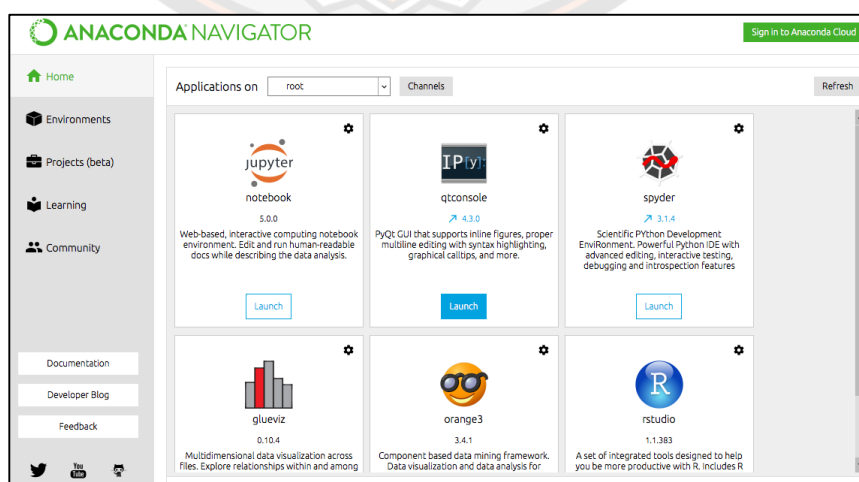 ANACONDA NAVIGATOR
Sign in to Anaconda Cloud
Home
Environments
Projects (beta)
Learning
Community
Documentation
Developer Blog
Feedback
You
Tube
Applications on root
Channels
Refresh
jupyter
notebook
5.0.0
Web-based, interactive computing notebook
environment. Edit and run human-readable
docs while describing the data analysis.
Launch
IP[y]:
qtconsole
4.3.0
PyQt GUI that supports inline figures, proper
multiline editing with syntax highlighting,
graphical calltips, and more.
Launch
spyder
3.1.4
Scientific PYthon Development
EnviRonment. Powerful Python IDE with
advanced editing, interactive testing,
debugging and introspection features
Launch
glueviz
0.10.4
Multidimensional data visualization across
files. Explore relationships within and among
orange3
3.4.1
Component based data mining framework.
Data visualization and data analysis for
R
rstudio
1.1.383
A set of integrated tools designed to help
you be more productive with R. Includes R